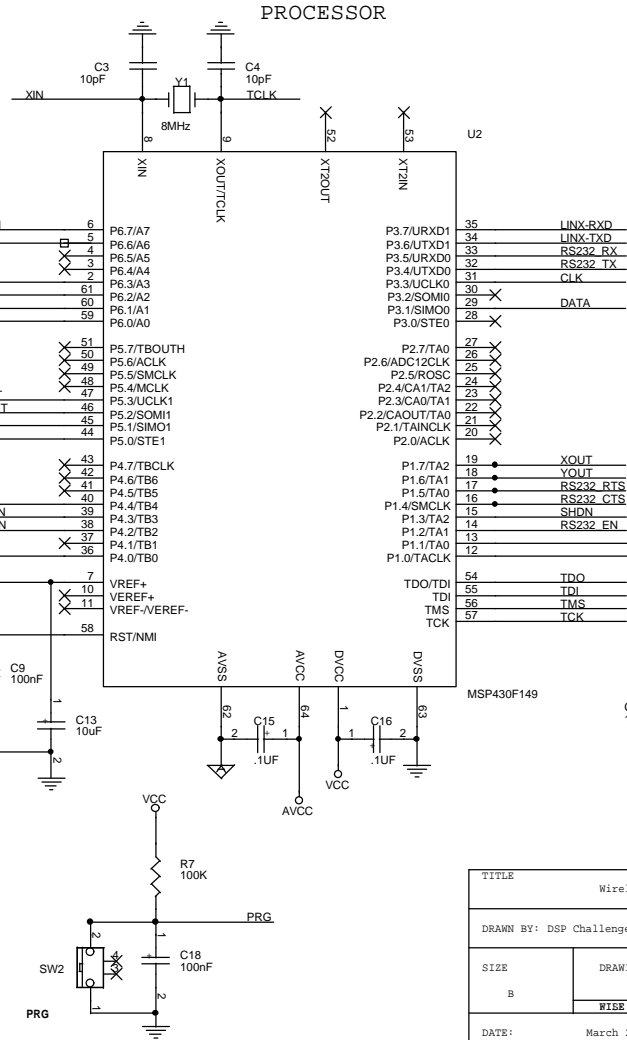 PROCESSOR
C3
10pF
C4
10pF
Y1
8MHz
XIN
TCLK
8
9
52
53
U2
XIN
XOUT/TCLK
XT2OUT
XT2IN
6 P6.7/A7
5 P6.6/A6
4 P6.5/A5
3 P6.4/A4
2 P6.3/A3
61 P6.2/A2
60 P6.1/A1
59 P6.0/A0
51 P5.7/TBOUTH
50 P5.6/ACLK
49 P5.5/SMCLK
48 P5.4/MCLK
47 P5.3/UCLK1
46 P5.2/SOMI1
45 P5.1/SIMO1
44 P5.0/STE1
43 P4.7/TBCLK
42 P4.6/TB6
41 P4.5/TB5
40 P4.4/TB4
39 P4.3/TB3
38 P4.2/TB2
37 P4.1/TB1
36 P4.0/TB0
7 VREF+
10 VEREF+
11 VREF-/VEREF-
58 RST/NMI
P3.7/URXD1 35 LINX-RXD
P3.6/UTXD1 34 LINX-TXD
P3.5/URXD0 33 RS232_RX
P3.4/UTXD0 32 RS232_TX
P3.3/UCLK0 31 CLK
P3.2/SOMI0 30
P3.1/SIMO0 29 DATA
P3.0/STE0 28
P2.7/TA0 27
P2.6/ADC12CLK 26
P2.5/ROSC 25
P2.4/CA1/TA2 24
P2.3/CA0/TA1 23
P2.2/CAOUT/TA0 22
P2.1/TAINCLK 21
P2.0/ACLK 20
P1.7/TA2 19 XOUT
P1.6/TA1 18 YOUT
P1.5/TA0 17 RS232_RTS
P1.4/SMCLK 16 RS232_CTS
P1.3/TA2 15 SHDN
P1.2/TA1 14 RS232_EN
P1.1/TA0 13
P1.0/TACLK 12
TDO/TDI 54 TDO
TDI 55 TDI
TMS 56 TMS
TCK 57 TCK
AVSS
AVCC
DVCC
DVSS
62
64
1
63
MSP430F149
C9
100nF
1
C13
10uF
2
C15
2 1
.1UF
C16
1 2
.1UF
VCC
AVCC
VCC
R7
100K
PRG
2
4
3
1
SW2
1
C18
100nF
2
PRG
TITLE
DRAWN BY: DSP
SIZE
B
WISE
DATE: March